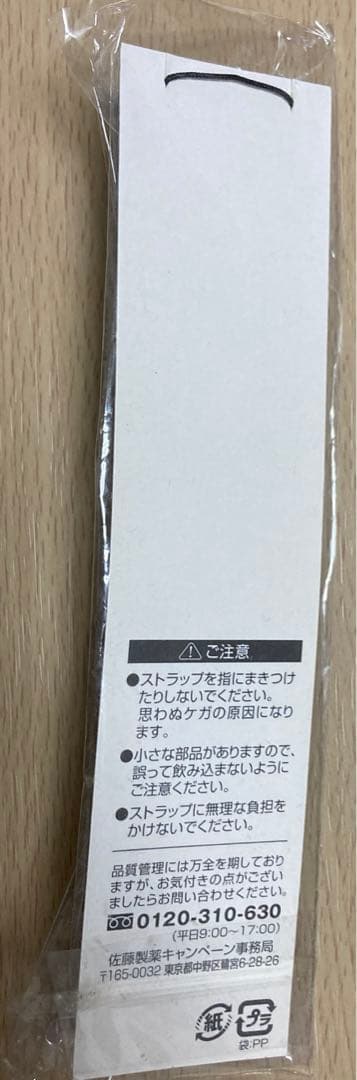 ご注意
●ストラップを指にまきつけ
たりしないでください。
思わぬケガの原因になり
ます。
●小さな部品がありますので、
誤って飲み込まないように
ご注意ください。
●ストラップに無理な負担を
かけないでください。
品質管理には万全を期しており
ますが、お気付きの点がござい
ましたらお問い合わせください。
0120-310-630
(平日9:00〜17:00)
佐藤製薬キャンペーン事務局
〒165-0032 東京都中野区鷺宮6-28-26
紙 プラ
袋:PP